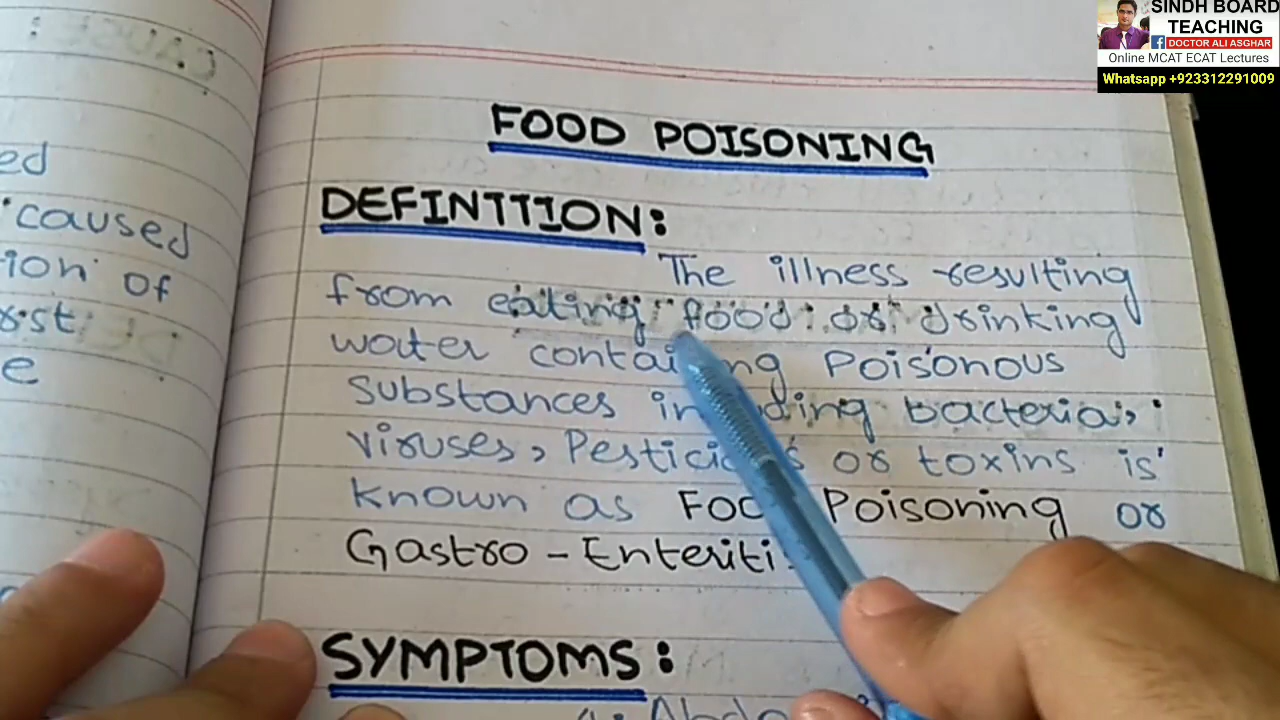 SINDH BOARD
TEACHING
DOCTOR ALI ASGHAR
Online MCAT ECAT Lectures
Whatsapp +923312291009
ed
caused
ion of
e
FOOD POISONING
DEFINITION:
The illness resulting
from eating food or drinking
water containing Poisonous
substances including bacteria,
viruses, Pesticides or toxins is
known as Food Poisoning or
Gastro - Enteriti
SYMPTOMS: